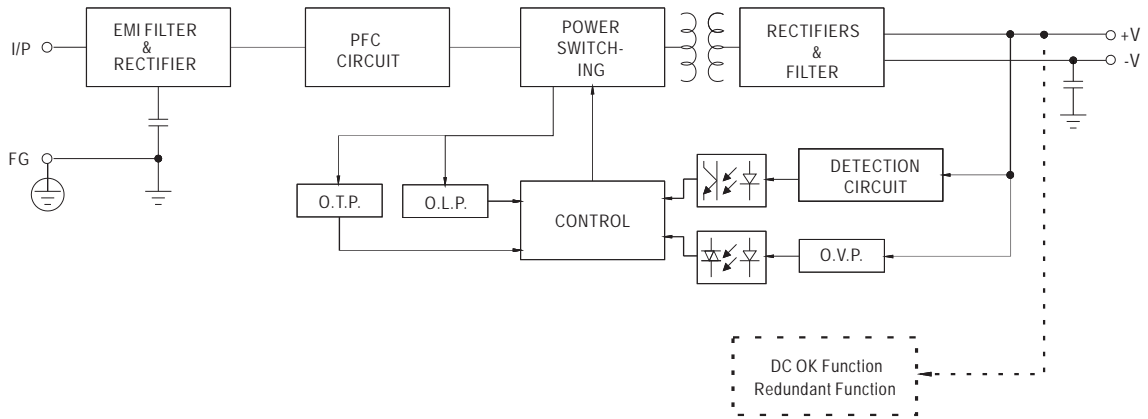 I/P
EMI FILTER
&
RECTIFIER
PFC
CIRCUIT
POWER
SWITCH-
ING
RECTIFIERS
&
FILTER
+V
-V
FG
O.T.P.
O.L.P.
CONTROL
DETECTION
CIRCUIT
O.V.P.
DC OK Function
Redundant Function